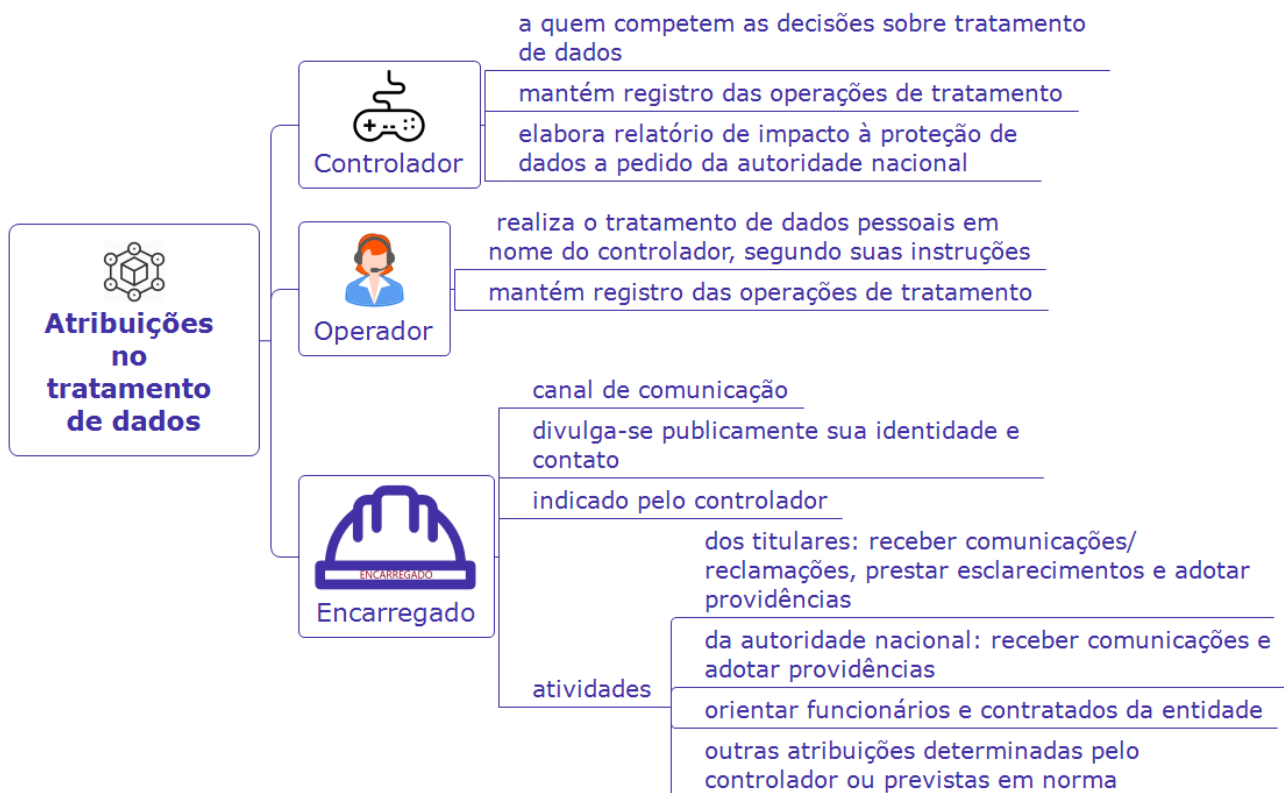 Atribuições
no
tratamento
de dados
Controlador
a quem competem as decisões sobre tratamento
de dados
mantém registro das operações de tratamento
elabora relatório de impacto à proteção de
dados a pedido da autoridade nacional
Operador
realiza o tratamento de dados pessoais em
nome do controlador, segundo suas instruções
mantém registro das operações de tratamento
ENCARREGADO
Encarregado
canal de comunicação
divulga-se publicamente sua identidade e
contato
indicado pelo controlador
atividades
dos titulares: receber comunicações/
reclamações, prestar esclarecimentos e adotar
providências
da autoridade nacional: receber comunicações e
adotar providências
orientar funcionários e contratados da entidade
outras atribuições determinadas pelo
controlador ou previstas em norma